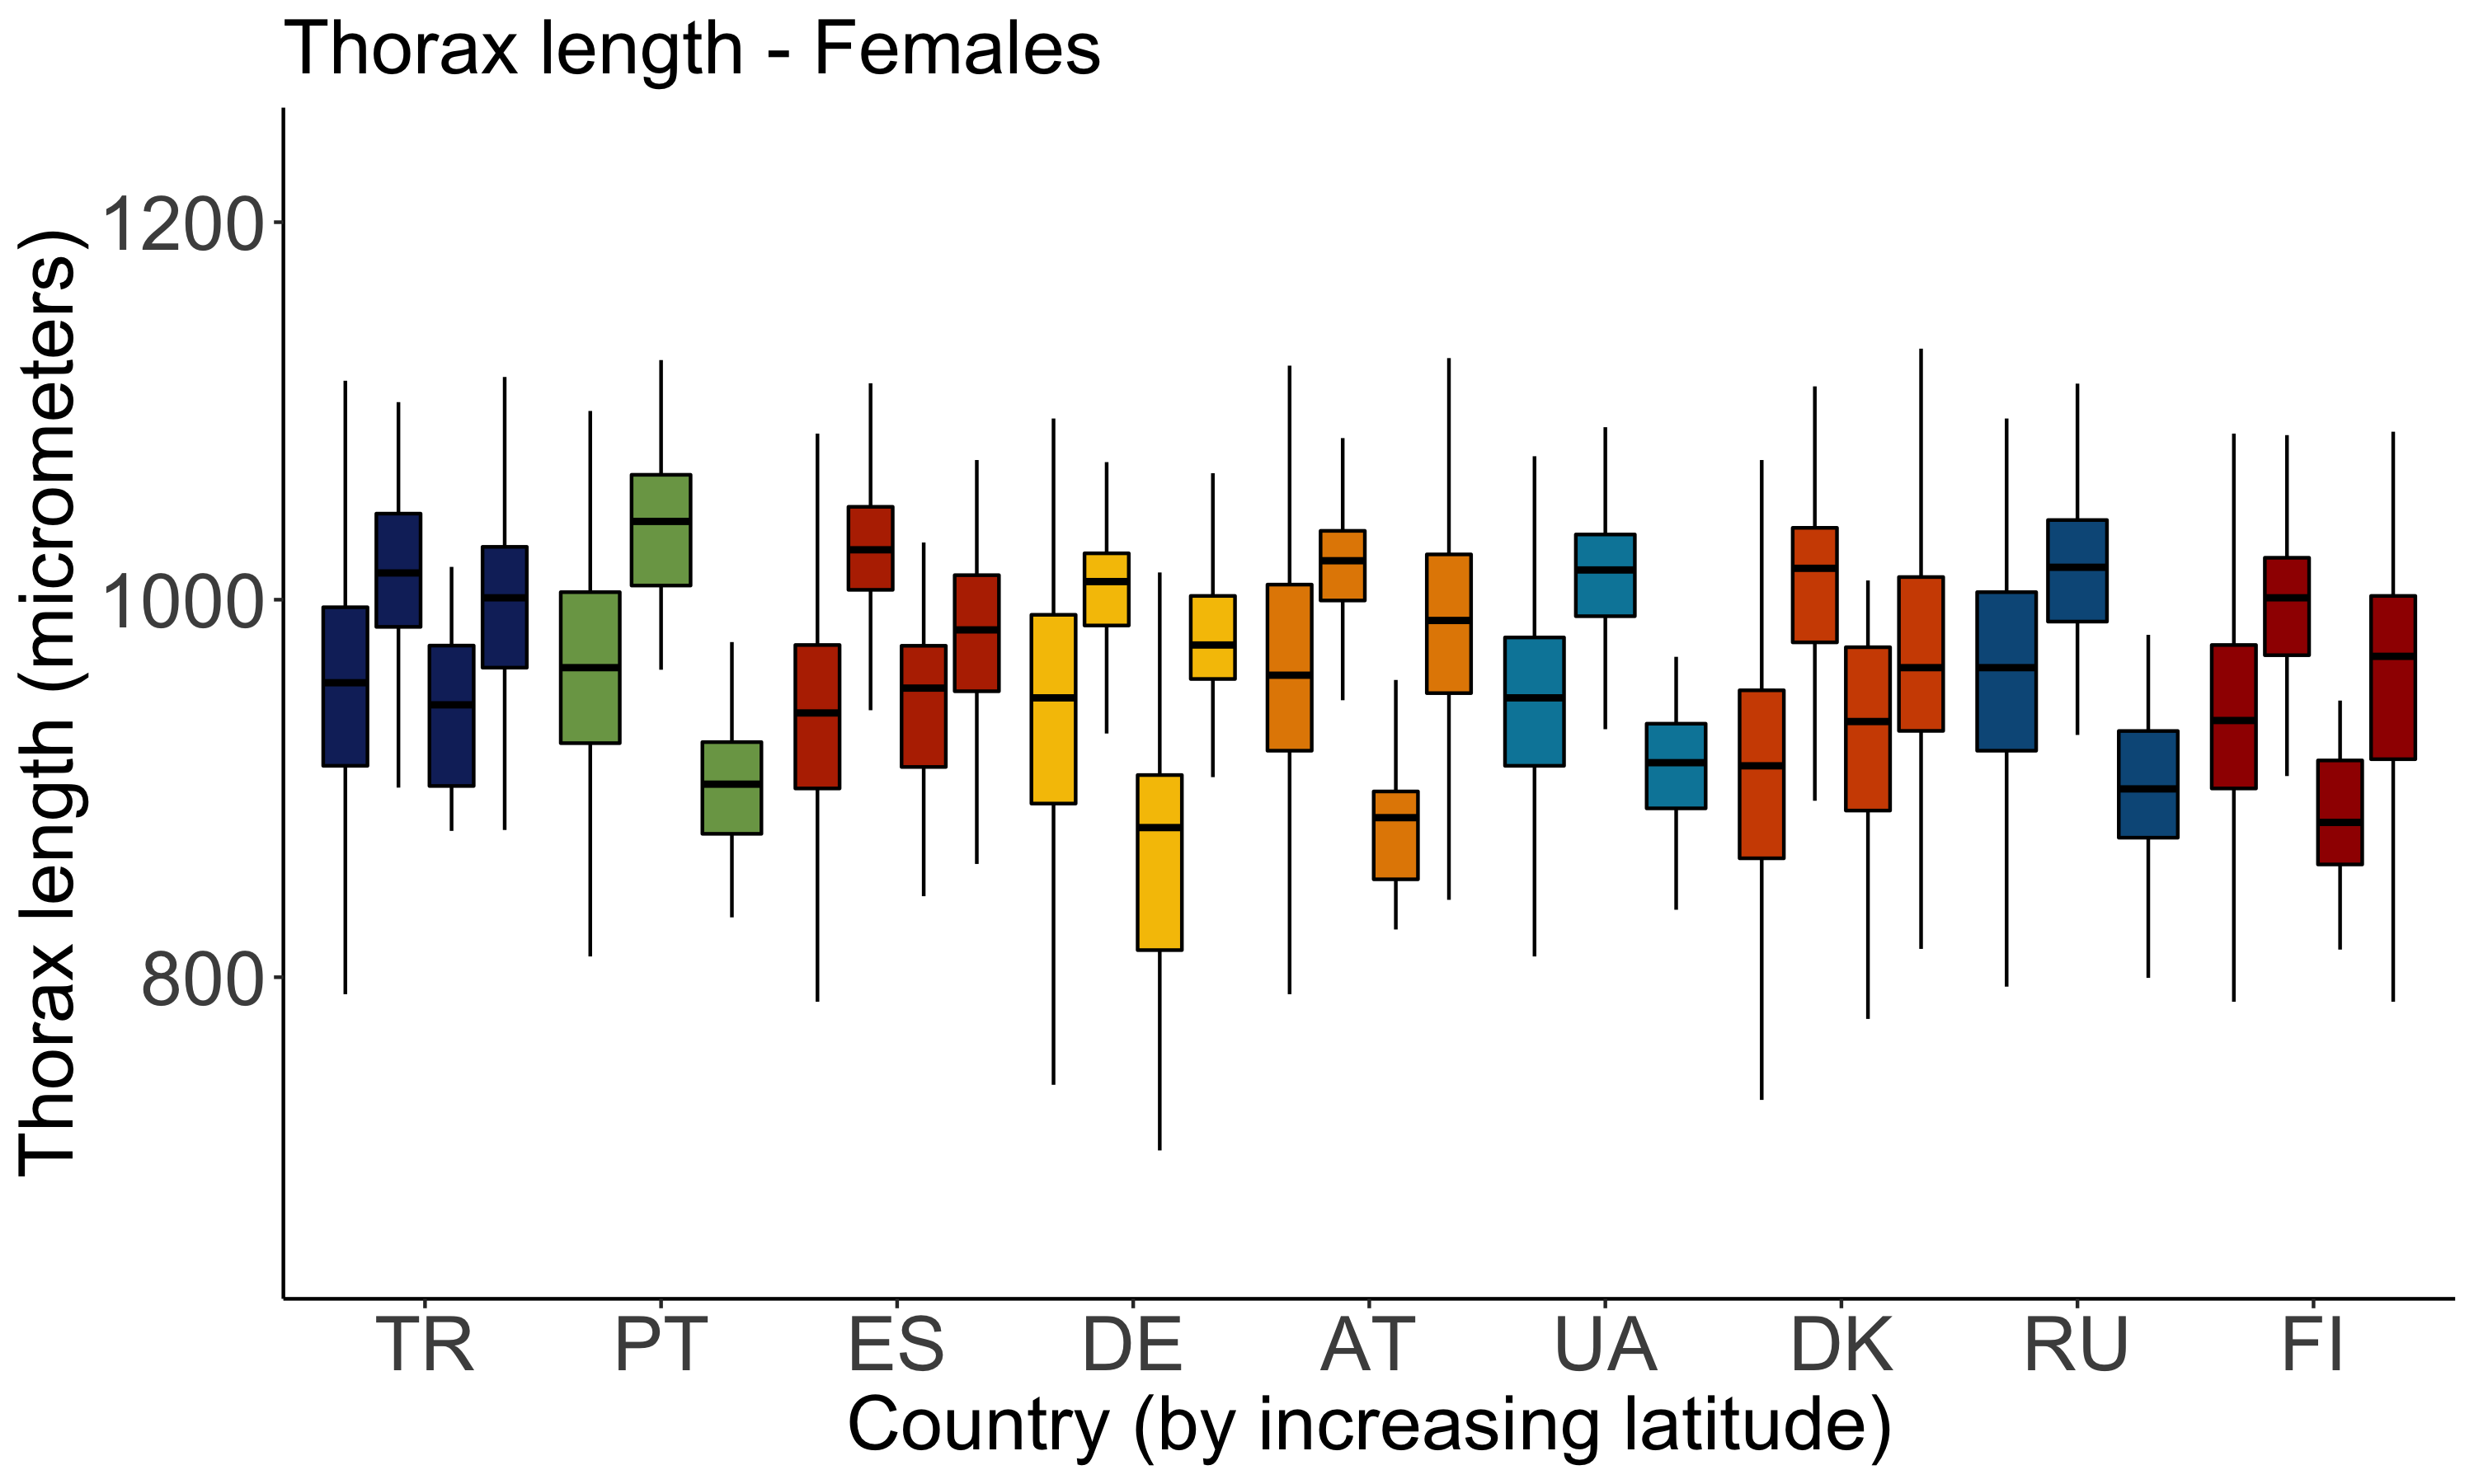 Thorax length - Females
Thorax length (micrometers)
1200
1000
800
TR PT ES DE AT UA DK RU FI
Country (by increasing latitude)